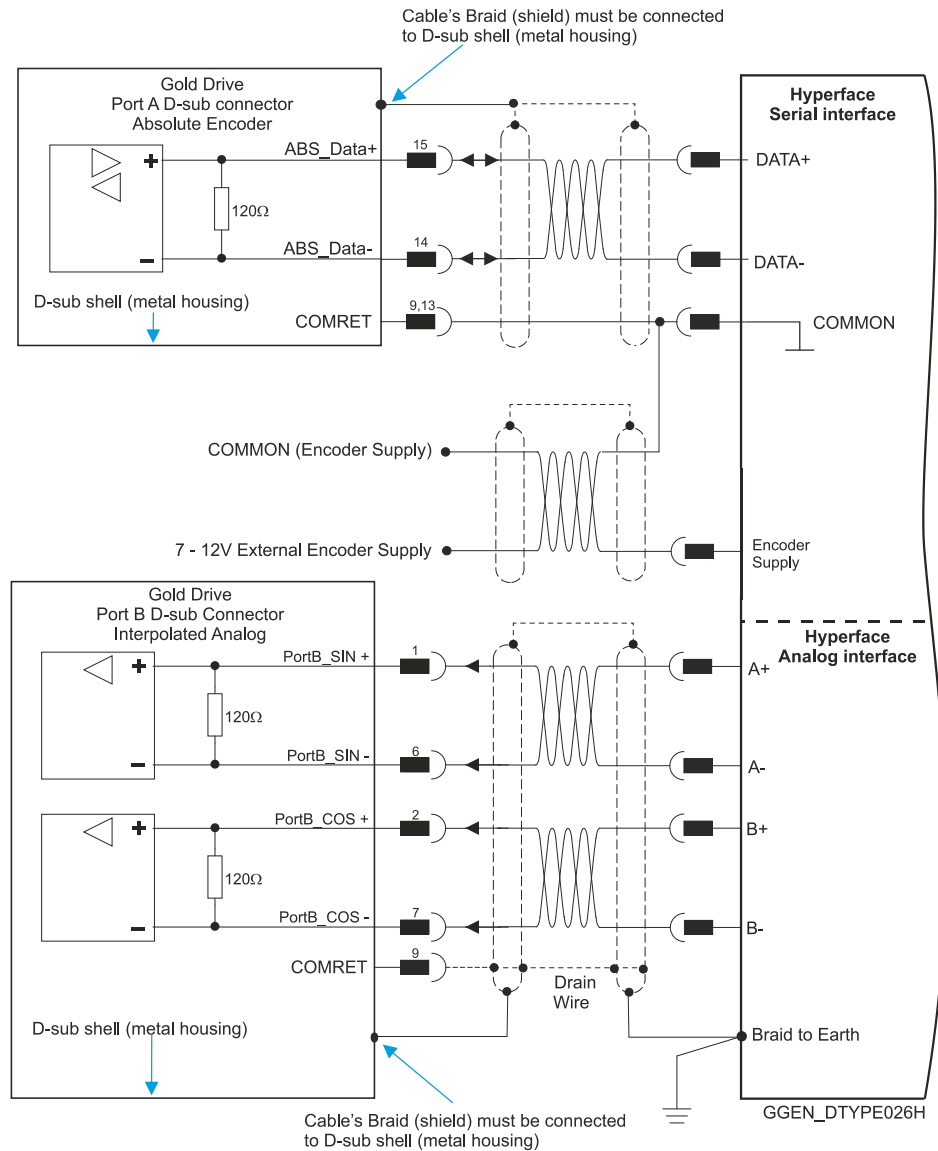 Cable's Braid (shield) must be connected
to D-sub shell (metal housing)
Gold Drive
Port A D-sub connector
Absolute Encoder
Hyperface
Serial interface
ABS_Data+
15
DATA+
+
120Ω
ABS_Data-
14
-
DATA-
D-sub shell (metal housing)
COMRET
9,13
COMMON
COMMON (Encoder Supply)
7 - 12V External Encoder Supply
Encoder
Supply
Gold Drive
Port B D-sub Connector
Interpolated Analog
Hyperface
Analog interface
PortB_SIN +
1
A+
+
120Ω
PortB_SIN -
6
-
A-
PortB_COS +
2
B+
+
120Ω
PortB_COS -
7
-
B-
COMRET
9
Drain
Wire
D-sub shell (metal housing)
Braid to Earth
Cable's Braid (shield) must be connected
to D-sub shell (metal housing)
GGEN_DTYPE026H